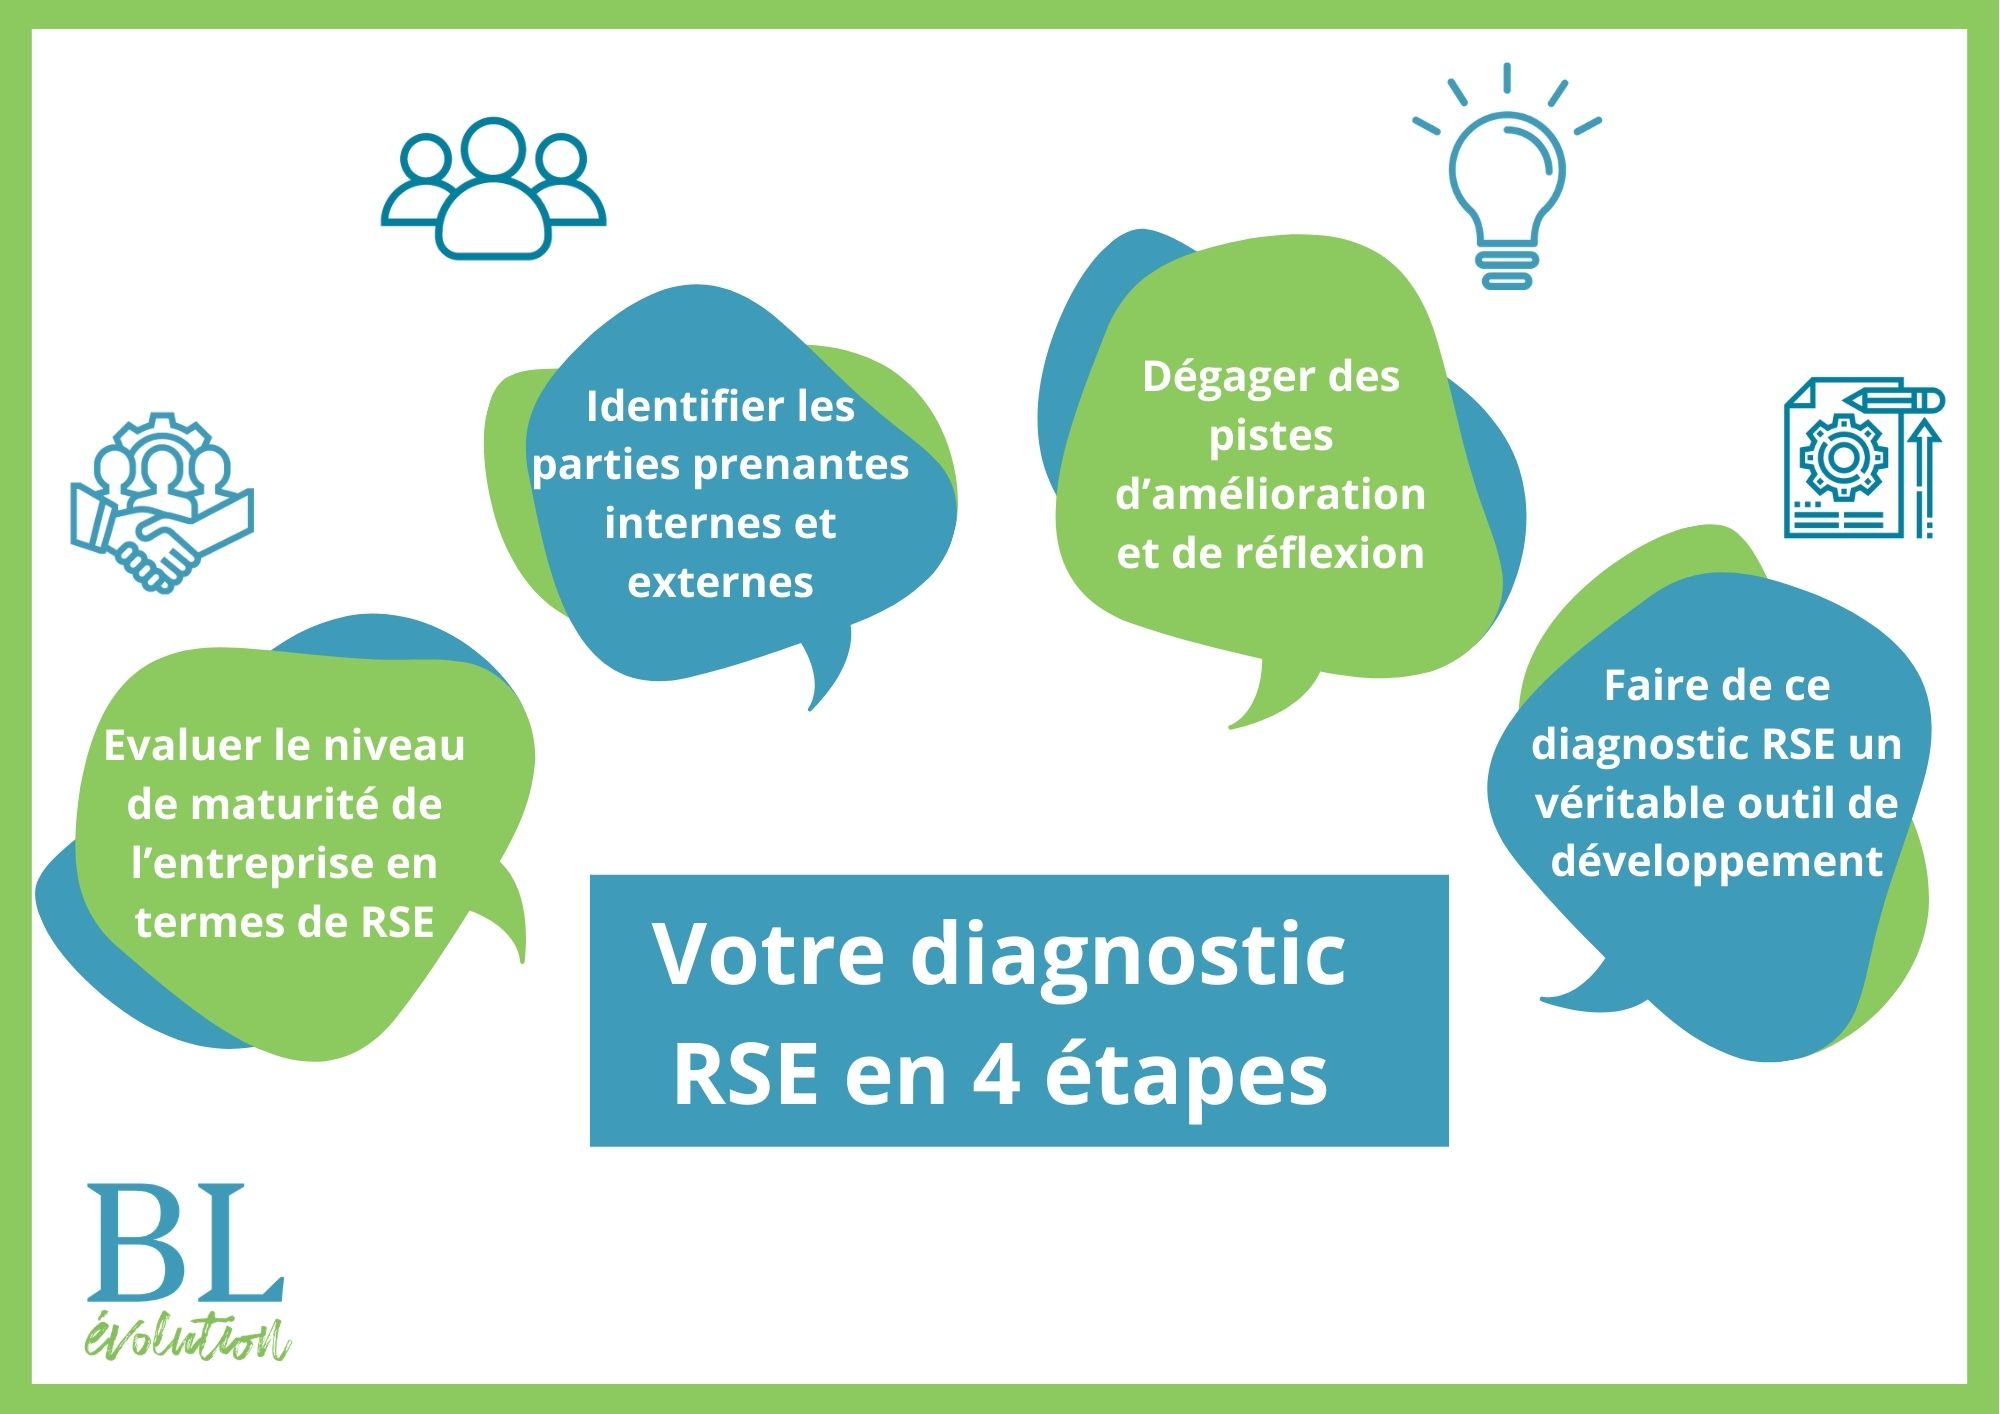 Evaluer le niveau
de maturité de
l’entreprise en
termes de RSE
Identifier les
parties prenantes
internes et
externes
Dégager des
pistes
d’amélioration
et de réflexion
Faire de ce
diagnostic RSE un
véritable outil de
développement
Votre diagnostic
RSE en 4 étapes
BL
évolution